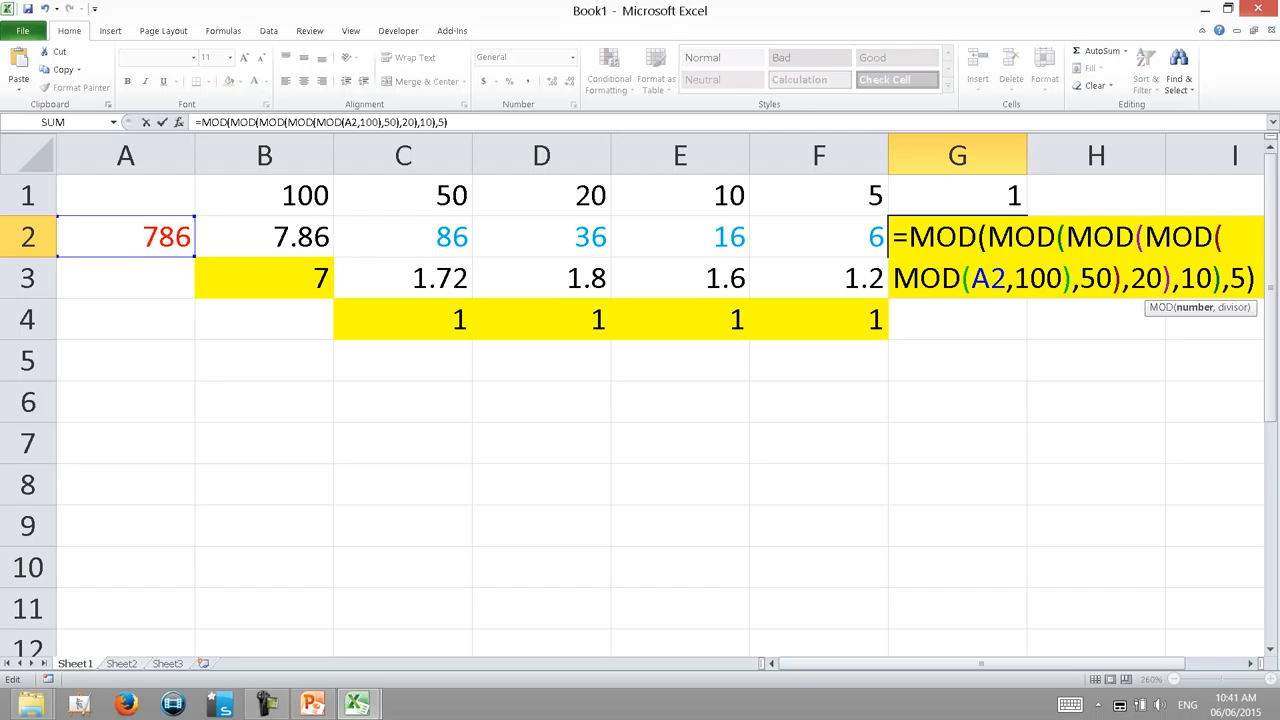 Book1 - Microsoft Excel
File Home Insert Page Layout Formulas Data Review View Developer Add-Ins
Paste
Cut
Copy
Format Painter
Clipboard
11
A A
B I U
A
Font
Wrap Text
Merge & Center
Alignment
General
$ % ,
Number
Conditional Formatting
Format as Table
Normal Bad Good
Neutral Calculation Check Cell
Styles
Insert Delete Format
Cells
AutoSum
Fill
Clear
Sort & Filter
Find & Select
Editing
SUM fx =MOD(MOD(MOD(MOD(MOD(A2,100),50),20),10),5)
A B C D E F G H I
1 100 50 20 10 5 1
2 786 7.86 86 36 16 6 =MOD(MOD(MOD(MOD(
3 7 1.72 1.8 1.6 1.2 MOD(A2,100),50),20),10),5)
MOD(number, divisor)
4 1 1 1 1
5
6
7
8
9
10
11
12
Sheet1 Sheet2 Sheet3
Edit 260%
ENG
10:41 AM
06/06/2015